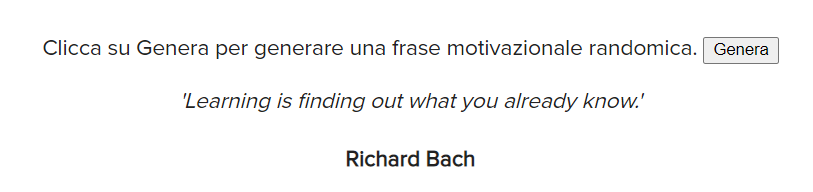 Clicca su Genera per generare una frase motivazionale randomica. Genera
'Learning is finding out what you already know.'
Richard Bach